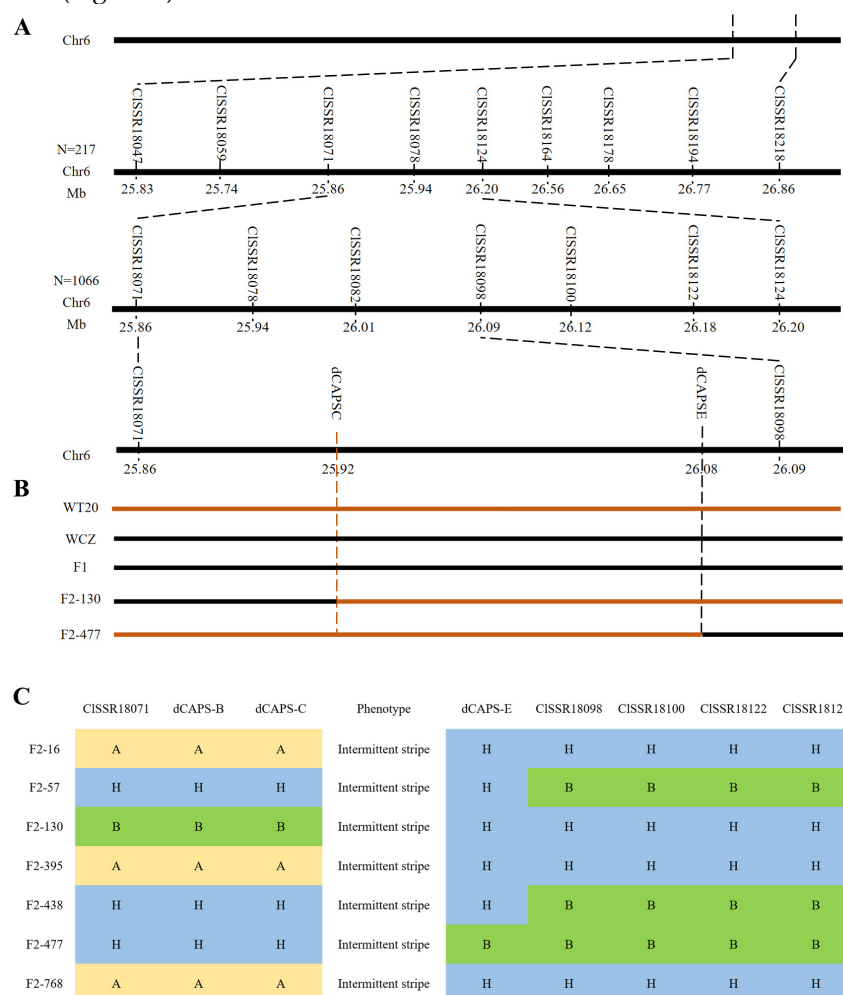 A
Chr6
ClSSR18047 ClSSR18059 ClSSR18071 ClSSR18078 ClSSR18124 ClSSR18164 ClSSR18178 ClSSR18194 ClSSR18218
N=217
Chr6
Mb 25.83 25.74 25.86 25.94 26.20 26.56 26.65 26.77 26.86
ClSSR18071 ClSSR18078 ClSSR18082 ClSSR18098 ClSSR18100 ClSSR18122 ClSSR18124
N=1066
Chr6
Mb 25.86 25.94 26.01 26.09 26.12 26.18 26.20
ClSSR18071 dCAPSC dCAPSE ClSSR18098
Chr6
25.86 25.92 26.08 26.09
B
WT20
WCZ
F1
F2-130
F2-477
C
ClSSR18071 dCAPS-B dCAPS-C Phenotype dCAPS-E ClSSR18098 ClSSR18100 ClSSR18122 ClSSR1812
F2-16 A A A Intermittent stripe H H H H H
F2-57 H H H Intermittent stripe H B B B B
F2-130 B B B Intermittent stripe H H H H H
F2-395 A A A Intermittent stripe H H H H H
F2-438 H H H Intermittent stripe H B B B B
F2-477 H H H Intermittent stripe B B B B B
F2-768 A A A Intermittent stripe H H H H H